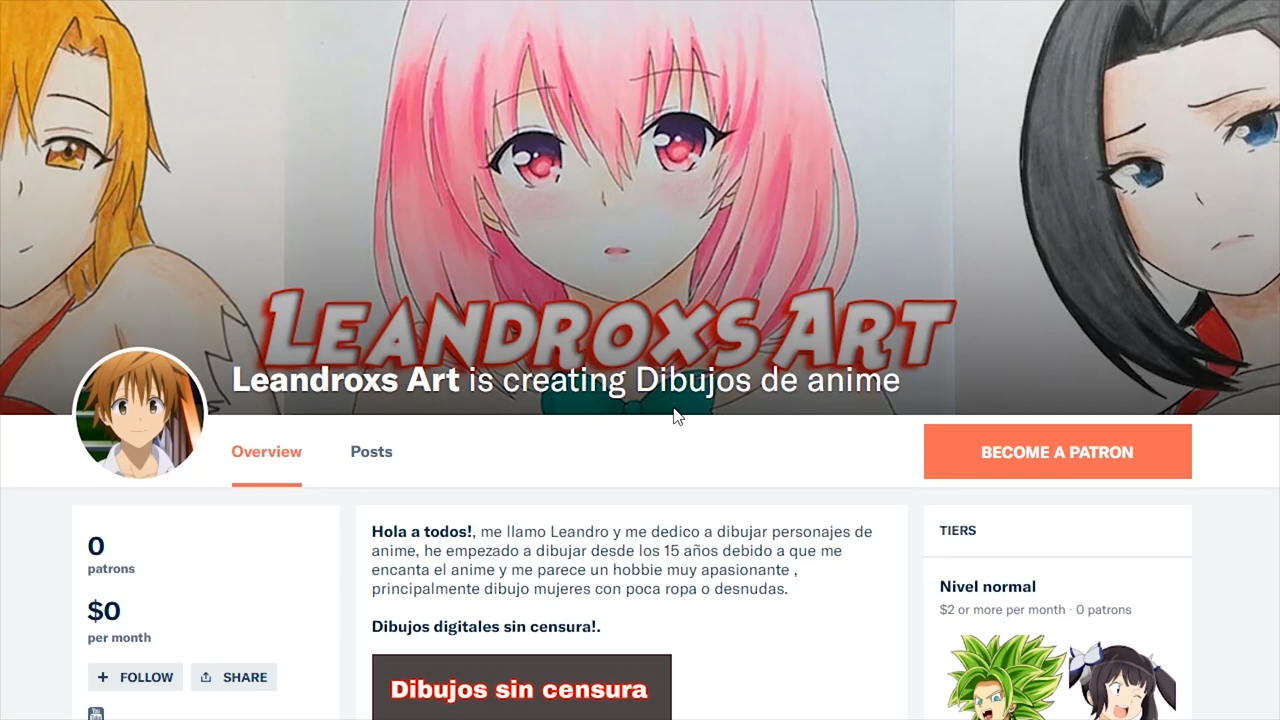 LEANDROXS ART
Leandroxs Art is creating Dibujos de anime
Overview
Posts
BECOME A PATRON
0
patrons
$0
per month
+ FOLLOW
SHARE
Hola a todos!, me llamo Leandro y me dedico a dibujar personajes de
anime, he empezado a dibujar desde los 15 años debido a que me
encanta el anime y me parece un hobbie muy apasionante ,
principalmente dibujo mujeres con poca ropa o desnudas.
Dibujos digitales sin censura!.
Dibujos sin censura
TIERS
Nivel normal
$2 or more per month · 0 patrons